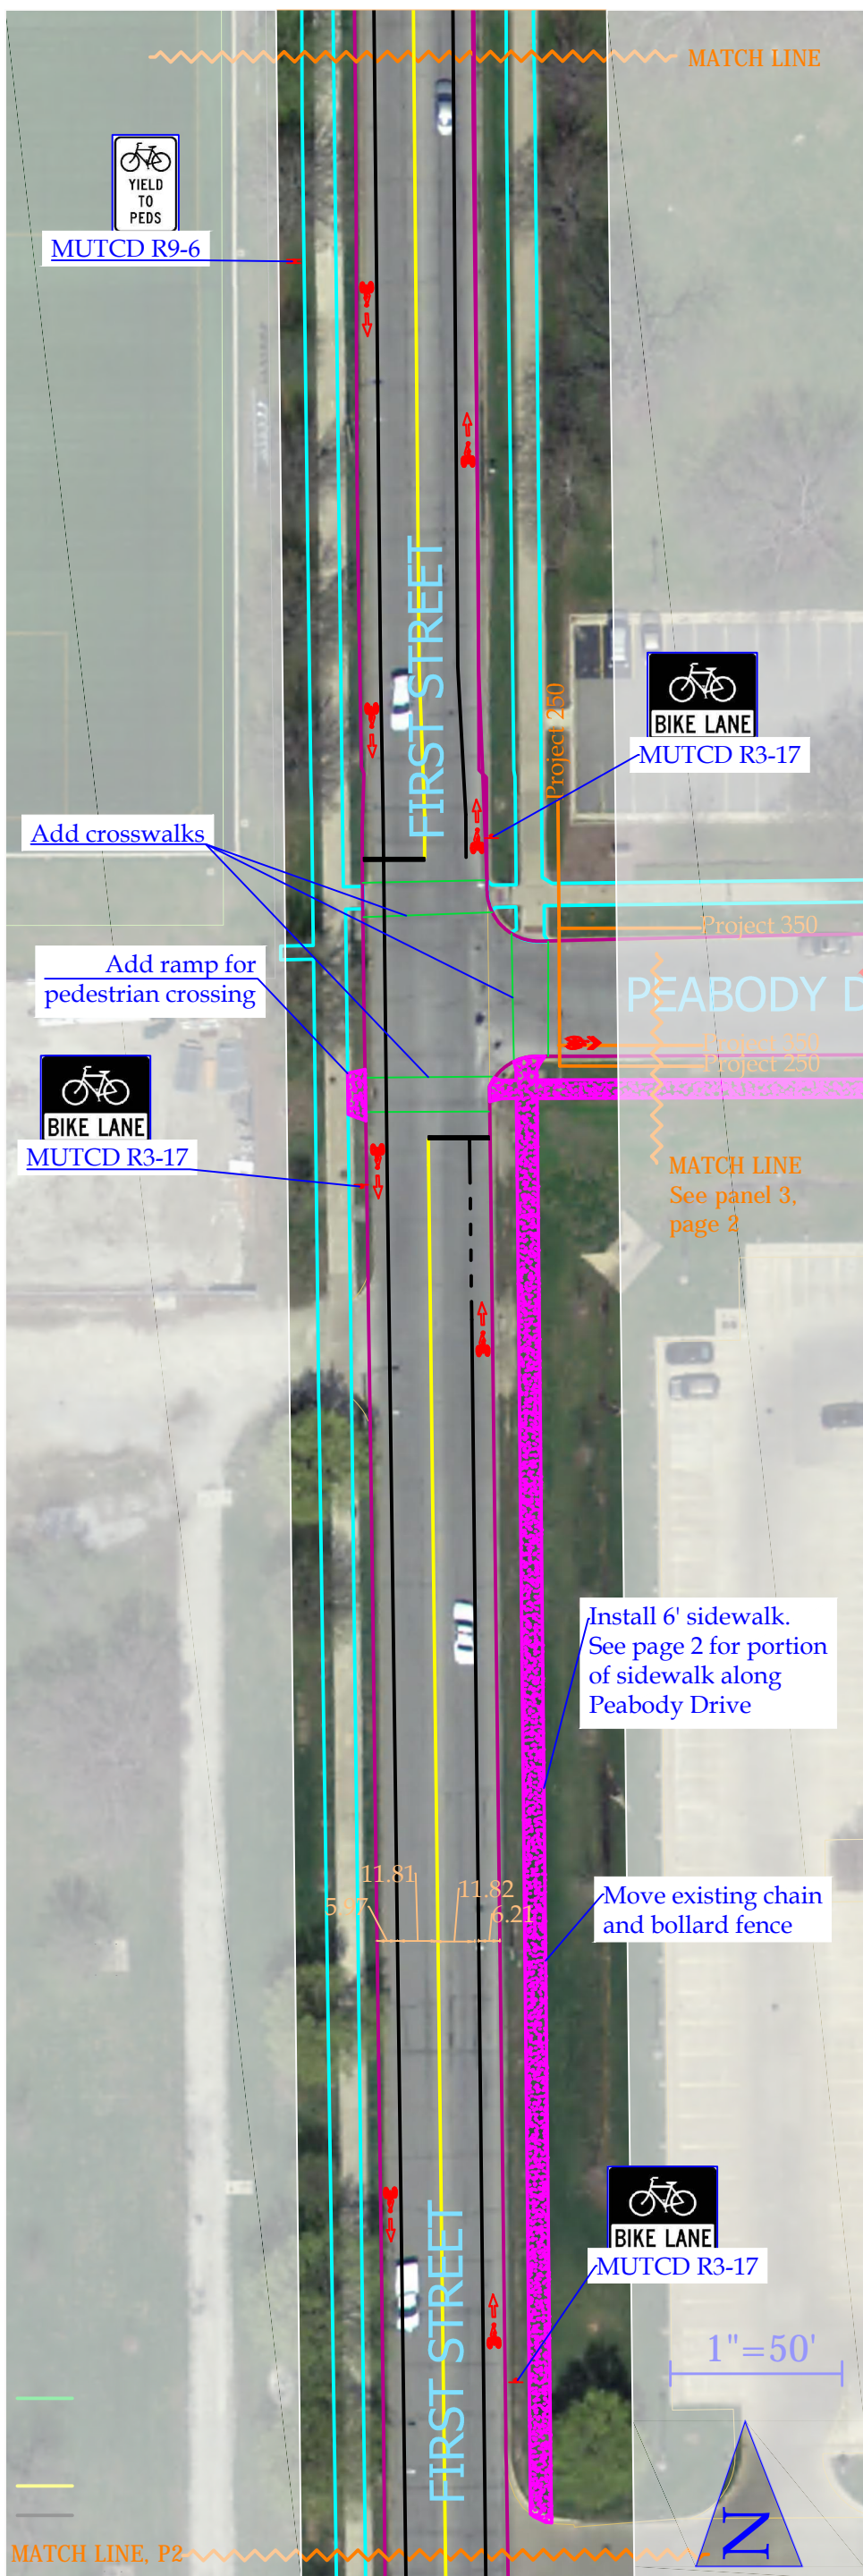 MATCH LINE
YIELD
TO
PEDS
MUTCD R9-6
FIRST STREET
BIKE LANE
MUTCD R3-17
Project 250
Add crosswalks
Project 350
Add ramp for
pedestrian crossing
PEABODY D
Project 350
Project 250
BIKE LANE
MUTCD R3-17
MATCH LINE
See panel 3,
page 2
Install 6' sidewalk.
See page 2 for portion
of sidewalk along
Peabody Drive
11.81
11.82
5.97
6.21
Move existing chain
and bollard fence
FIRST STREET
BIKE LANE
MUTCD R3-17
1"=50'
N
MATCH LINE, P2